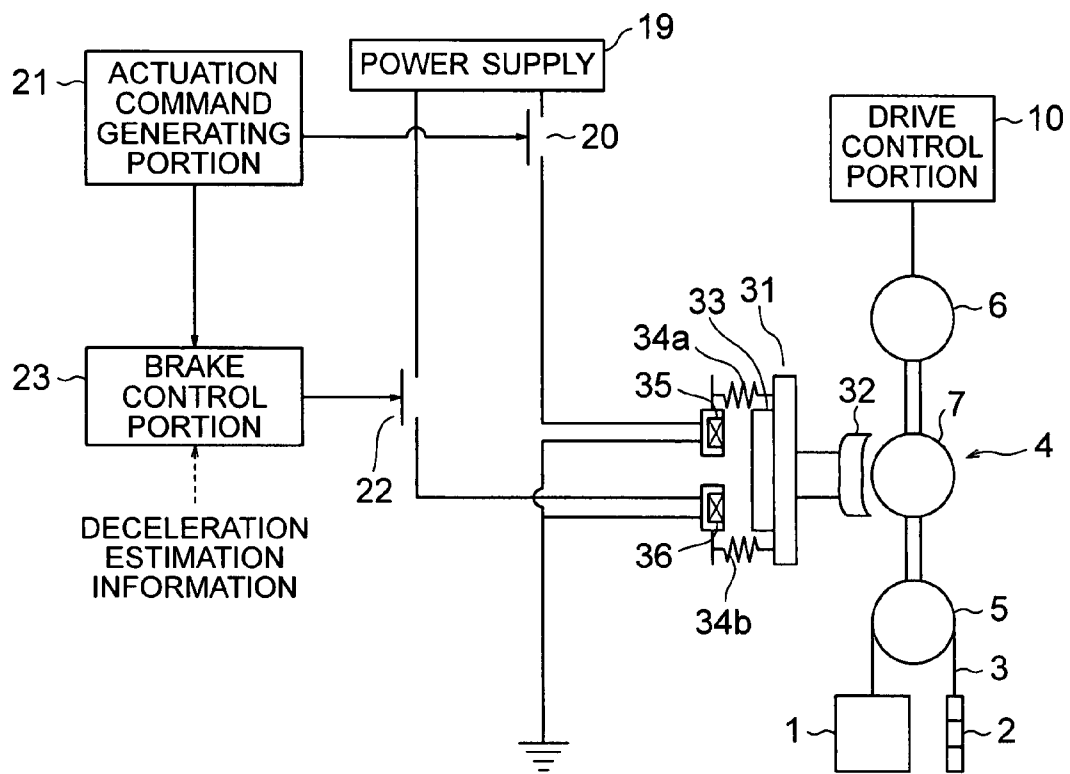 19
POWER SUPPLY
21
ACTUATION
COMMAND
GENERATING
PORTION
20
DRIVE
CONTROL
PORTION
10
6
31
33
34a
35
32
7
4
23
BRAKE
CONTROL
PORTION
22
36
34b
DECELERATION
ESTIMATION
INFORMATION
5
3
1
2